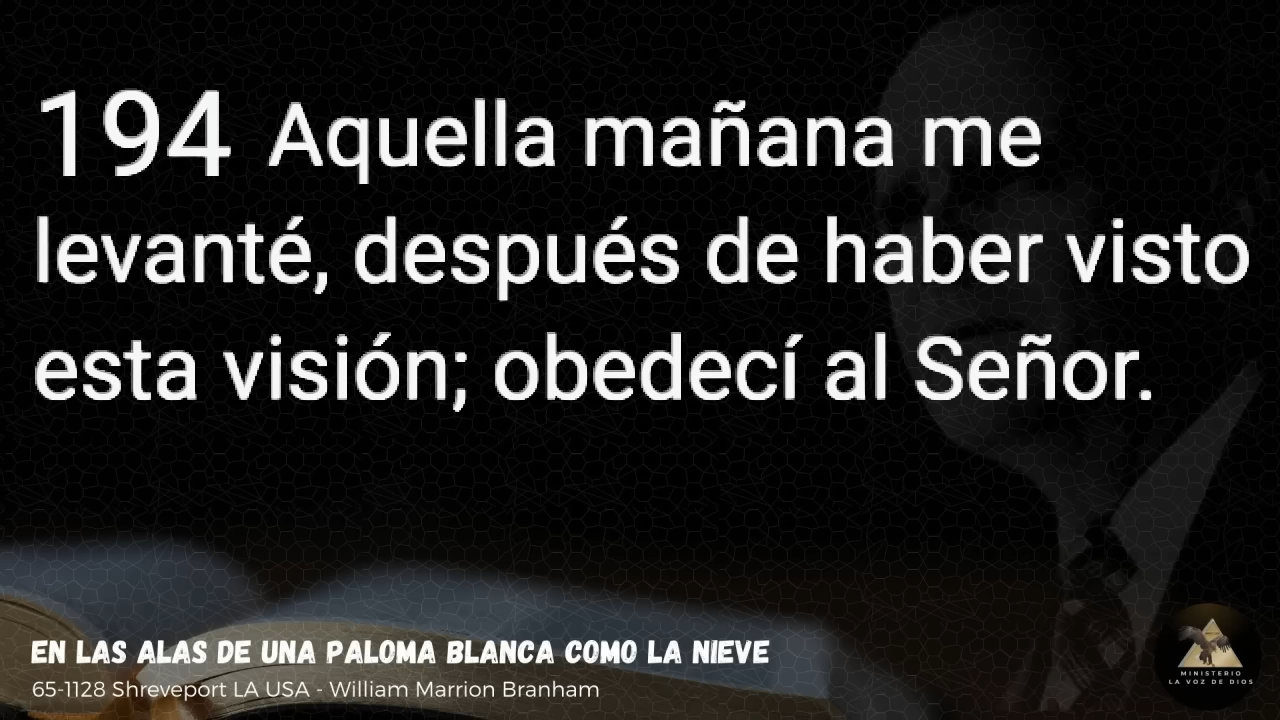 194 Aquella mañana me
levanté, después de haber visto
esta visión; obedecí al Señor.
EN LAS ALAS DE UNA PALOMA BLANCA COMO LA NIEVE
65-1128 Shreveport LA USA - William Marrion Branham
MINISTERIO
LA VOZ DE DIOS